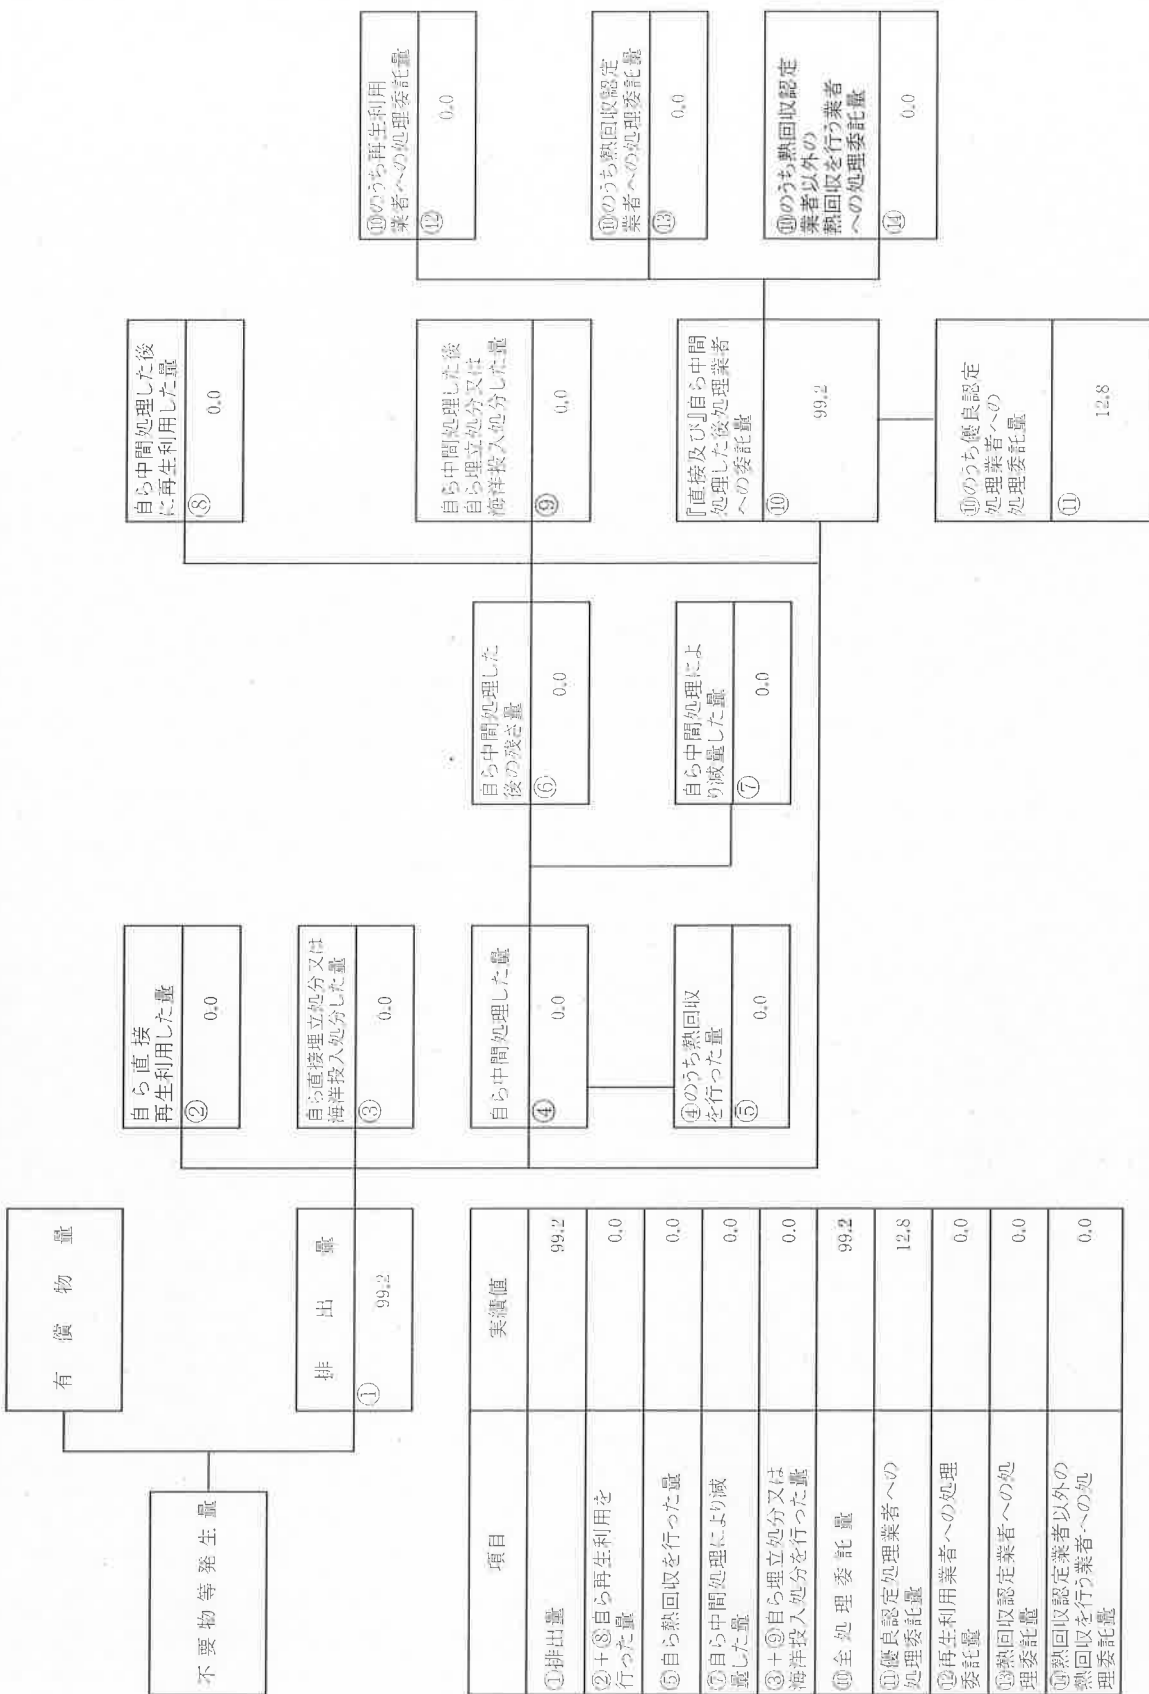 不要物等発生量
有償物量
排出量
①
99.2
自ら直接
再生利用した量
②
0.0
自ら直接埋立処分又は
海洋投入処分した量
③
0.0
自ら中間処理した量
④
0.0
④のうち熱回収
を行った量
⑤
0.0
自ら中間処理した
後の残さ量
⑥
0.0
自ら中間処理によ
り減量した量
⑦
0.0
自ら中間処理した後
に再生利用した量
⑧
0.0
自ら中間処理した後
自ら埋立処分又は
海洋投入処分した量
⑨
0.0
『直接及び』自ら中間
処理した後処理業者
への委託量
⑩
99.2
⑩のうち優良認定
処理業者への
処理委託量
⑪
12.8
⑩のうち再生利用
業者への処理委託量
⑫
0.0
⑩のうち熱回収認定
業者への処理委託量
⑬
0.0
⑩のうち熱回収認定
業者以外の
熱回収を行う業者
への処理委託量
⑭
0.0
項目 実績値
①排出量 99.2
②+⑧自ら再生利用を
行った量 0.0
⑤自ら熱回収を行った量 0.0
⑦自ら中間処理により減
量した量 0.0
③+⑨自ら埋立処分又は
海洋投入処分を行った量 0.0
⑩全処理委託量 99.2
⑪優良認定処理業者への
処理委託量 12.8
⑫再生利用業者への処理
委託量 0.0
⑬熱回収認定業者への処
理委託量 0.0
⑭熱回収認定業者以外の
熱回収を行う業者への処
理委託量 0.0